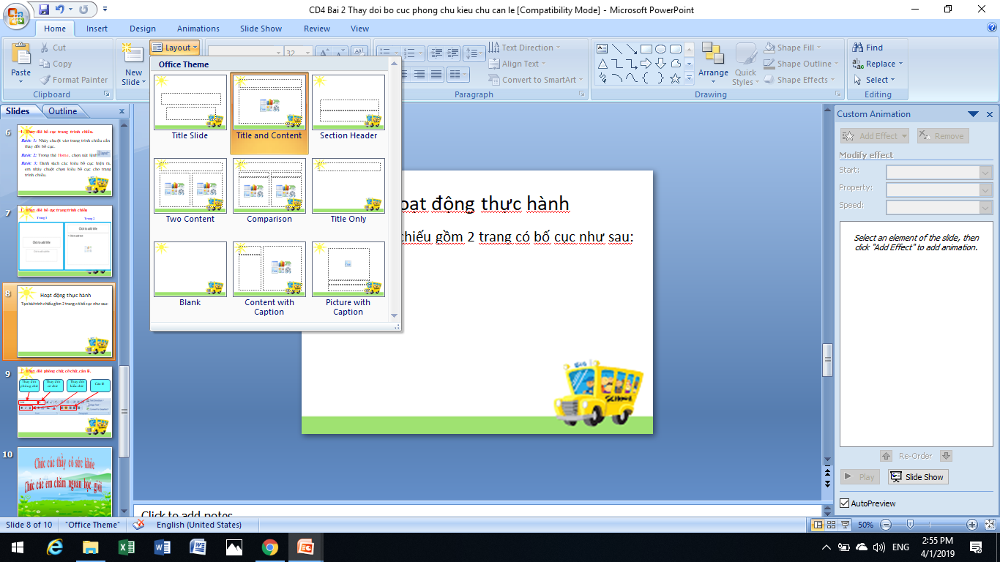 CD4 Bai 2 Thay doi bo cuc phong chu kieu chu can le [Compatibility Mode] - Microsoft PowerPoint
Home Insert Design Animations Slide Show Review View
Paste
Cut
Copy
Format Painter
Clipboard
New Slide
Layout
32
Text Direction
Align Text
Convert to SmartArt
Paragraph
Arrange
Quick Styles
Shape Fill
Shape Outline
Shape Effects
Drawing
Find
Replace
Select
Editing
Office Theme
Title Slide
Title and Content
Section Header
Two Content
Comparison
Title Only
Blank
Content with Caption
Picture with Caption
Slides Outline
6
1. Thay đổi bố cục trang trình chiếu.
Bước 1: Nháy chuột vào trang trình chiếu cần
thay đổi bố cục.
Bước 2: Trong thẻ Home, chọn nút lệnh Layout
Bước 3: Danh sách các kiểu bố cục hiện ra,
em nháy chuột chọn kiểu bố cục cho trang
trình chiếu.
7
1. Thay đổi bố cục trang trình chiếu
Trang 1 Trang 2
Click to add title
Click to add title
8
Hoạt động thực hành
Tạo bài trình chiếu gồm 2 trang có bố cục như sau:
9
2. Thay đổi phông chữ, cỡ chữ, căn lề.
Thay đổi phông chữ
Thay đổi cỡ chữ
Thay đổi kiểu chữ
Căn lề
10
Chúc các thầy cô sức khỏe
Chúc các em chăm ngoan học giỏi
oạt động thực hành
chiếu gồm 2 trang có bố cục như sau:
Click to add notes
Custom Animation
Add Effect
Remove
Modify effect
Start:
Property:
Speed:
Select an element of the slide, then
click "Add Effect" to add animation.
Re-Order
Play
Slide Show
AutoPreview
Slide 8 of 10 "Office Theme" English (United States) 50%
ENG
2:55 PM
4/1/2019